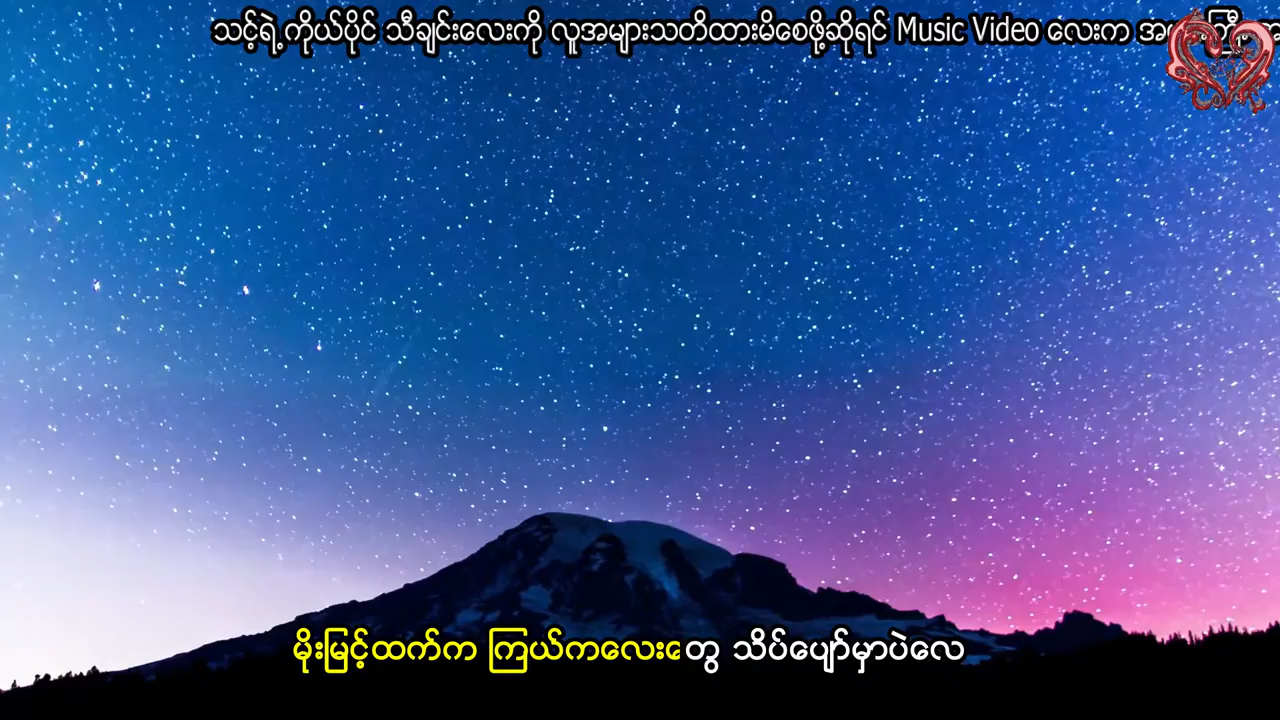 သင့်ရဲ့ကိုယ်ပိုင် သီချင်းလေးကို လူအများသတိထားမိစေဖို့ဆိုရင် Music Video လေးက
မိုးမြင့်ထက်က ကြယ်ကလေးတွေ သိပ်ပျော်မှာပဲလေ